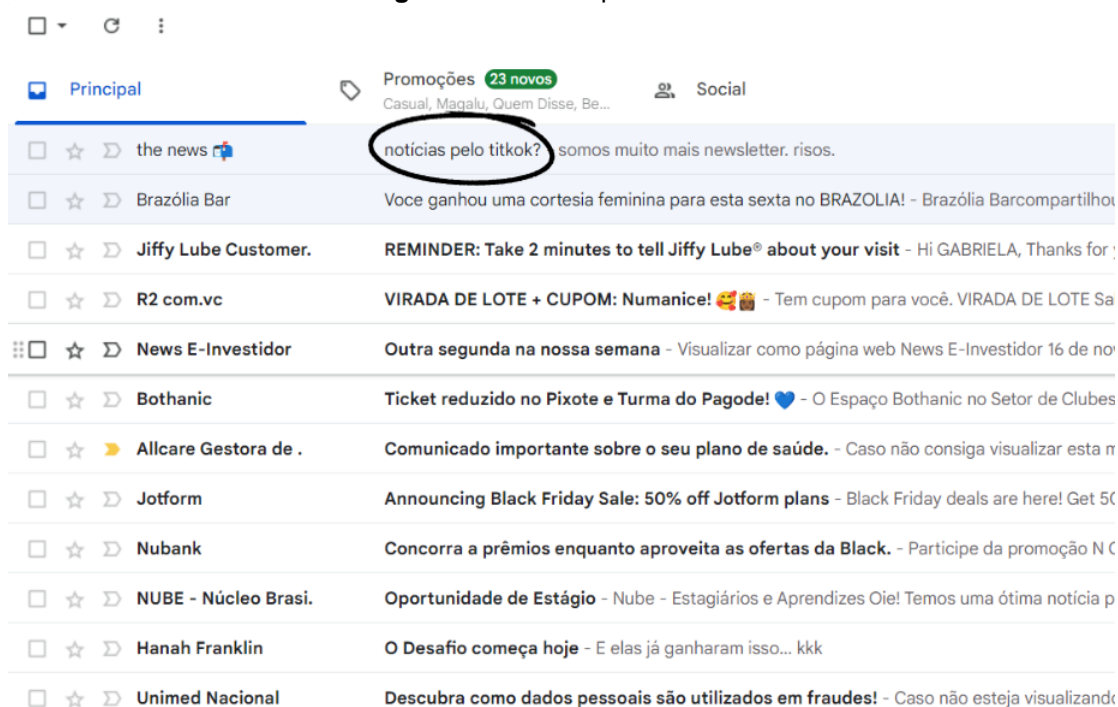 Principal
Promoções 23 novos
Casual, Magalu, Quem Disse, Be...
Social
the news notícias pelo titkok? somos muito mais newsletter. risos.
Brazólia Bar Voce ganhou uma cortesia feminina para esta sexta no BRAZOLIA! - Brazólia Barcompartilhou
Jiffy Lube Customer. REMINDER: Take 2 minutes to tell Jiffy Lube® about your visit - Hi GABRIELA, Thanks for
R2 com.vc VIRADA DE LOTE + CUPOM: Numanice! 🥰 - Tem cupom para você. VIRADA DE LOTE Sa
News E-Investidor Outra segunda na nossa semana - Visualizar como página web News E-Investidor 16 de nov
Bothanic Ticket reduzido no Pixote e Turma do Pagode! 💙 - O Espaço Bothanic no Setor de Clubes
Allcare Gestora de . Comunicado importante sobre o seu plano de saúde. - Caso não consiga visualizar esta m
Jotform Announcing Black Friday Sale: 50% off Jotform plans - Black Friday deals are here! Get 50
Nubank Concorra a prêmios enquanto aproveita as ofertas da Black. - Participe da promoção N
NUBE - Núcleo Brasi. Oportunidade de Estágio - Nube - Estagiários e Aprendizes Oie! Temos uma ótima notícia p
Hanah Franklin O Desafio começa hoje - E elas já ganharam isso... kkk
Unimed Nacional Descubra como dados pessoais são utilizados em fraudes! - Caso não esteja visualizando